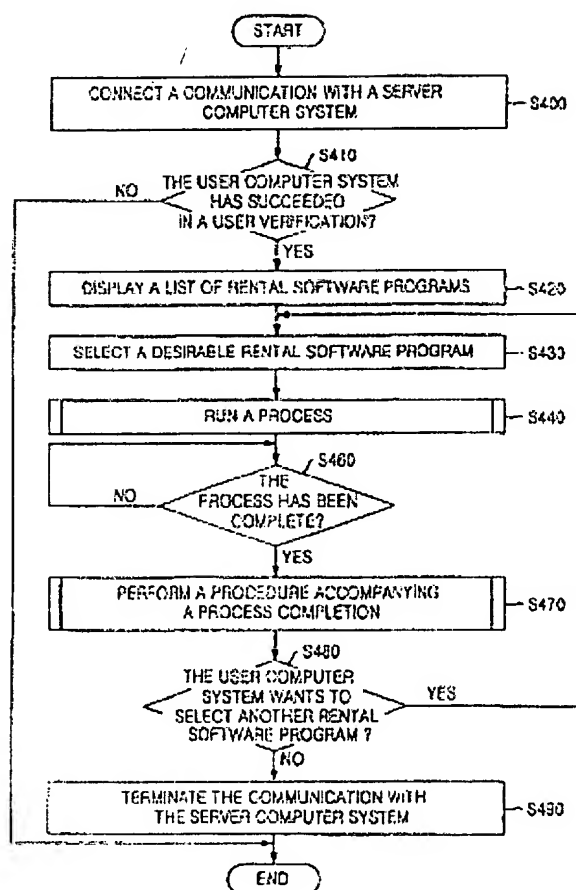 START
CONNECT A COMMUNICATION WITH A SERVER
COMPUTER SYSTEM
S400
S410
NO
THE USER COMPUTER SYSTEM
HAS SUCCEEDED
IN A USER VERIFICATION?
YES
DISPLAY A LIST OF RENTAL SOFTWARE PROGRAMS
S420
SELECT A DESIRABLE RENTAL SOFTWARE PROGRAM
S430
RUN A PROCESS
S440
S460
NO
THE
PROCESS HAS BEEN
COMPLETE?
YES
PERFORM A PROCEDURE ACCOMPANYING
A PROCESS COMPLETION
S470
S480
THE USER COMPUTER
SYSTEM WANTS TO
SELECT ANOTHER RENTAL
SOFTWARE PROGRAM ?
YES
NO
TERMINATE THE COMMUNICATION WITH
THE SERVER COMPUTER SYSTEM
S490
END